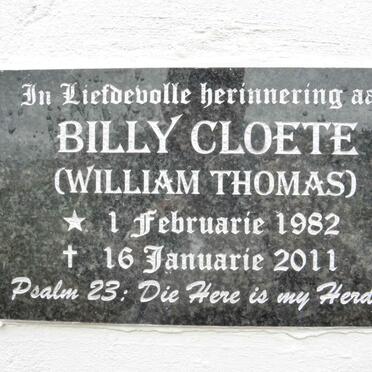 In Liefdevolle herinnering aa
BILLY CLOETE
(WILLIAM THOMAS)
★ 1 Februarie 1982
✝ 16 Januarie 2011
Psalm 23: Die Here is my Herd